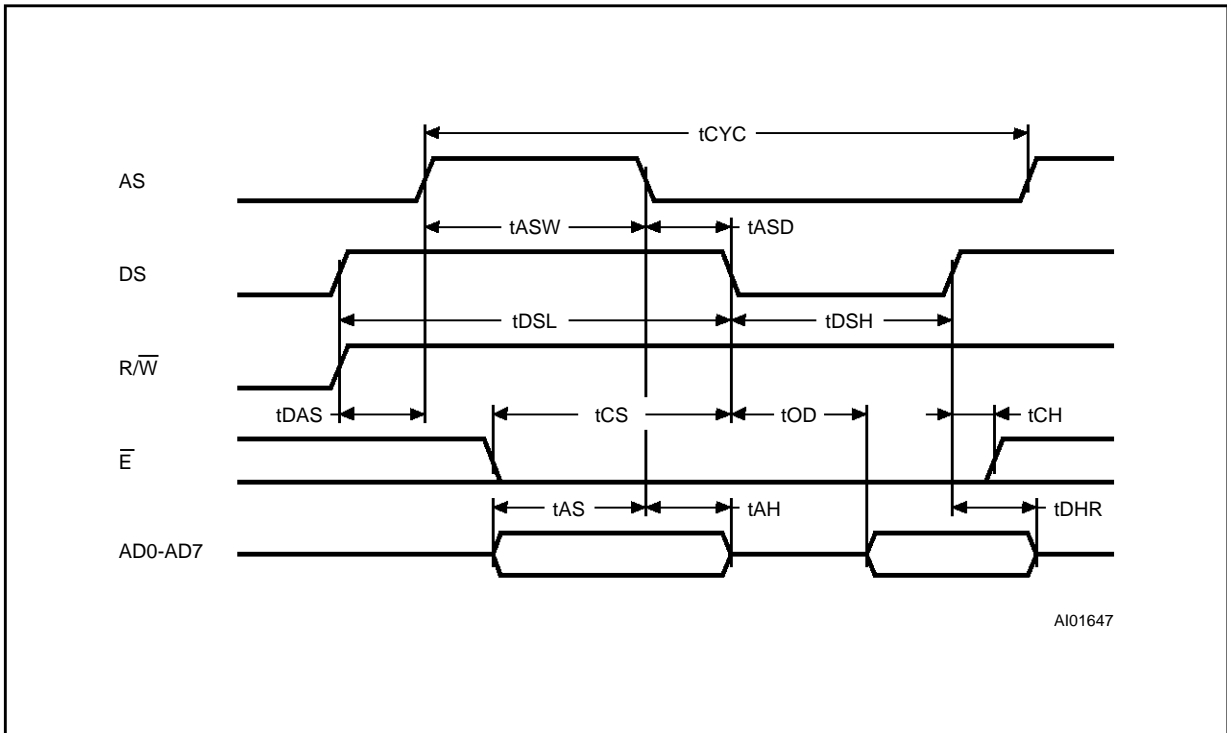 tCYC
AS
tASW
tASD
DS
tDSL
tDSH
R/W̅
tDAS
tCS
tOD
tCH
E̅
tAS
tAH
tDHR
AD0-AD7
AI01647